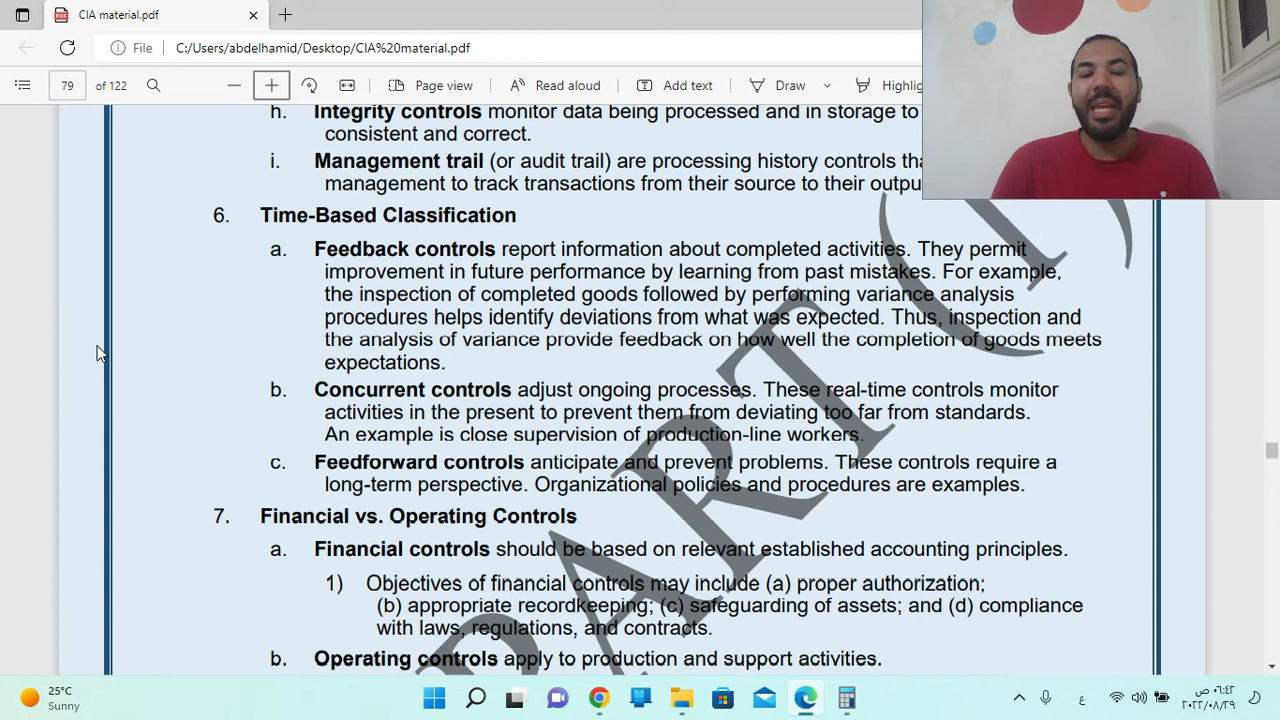 CIA material.pdf
File
C:/Users/abdelhamid/Desktop/CIA%20material.pdf
79 of 122
Page view
Read aloud
Add text
Draw
Highlig
h. Integrity controls monitor data being processed and in storage to
consistent and correct.
i. Management trail (or audit trail) are processing history controls tha
management to track transactions from their source to their outpu
6. Time-Based Classification
a. Feedback controls report information about completed activities. They permit
improvement in future performance by learning from past mistakes. For example,
the inspection of completed goods followed by performing variance analysis
procedures helps identify deviations from what was expected. Thus, inspection and
the analysis of variance provide feedback on how well the completion of goods meets
expectations.
b. Concurrent controls adjust ongoing processes. These real-time controls monitor
activities in the present to prevent them from deviating too far from standards.
An example is close supervision of production-line workers.
c. Feedforward controls anticipate and prevent problems. These controls require a
long-term perspective. Organizational policies and procedures are examples.
7. Financial vs. Operating Controls
a. Financial controls should be based on relevant established accounting principles.
1) Objectives of financial controls may include (a) proper authorization;
(b) appropriate recordkeeping; (c) safeguarding of assets; and (d) compliance
with laws, regulations, and contracts.
b. Operating controls apply to production and support activities.
PART (I)
25°C
Sunny
ع
٠٦:٤٢ ص
٢٠٢٢/٠٨/٢٩